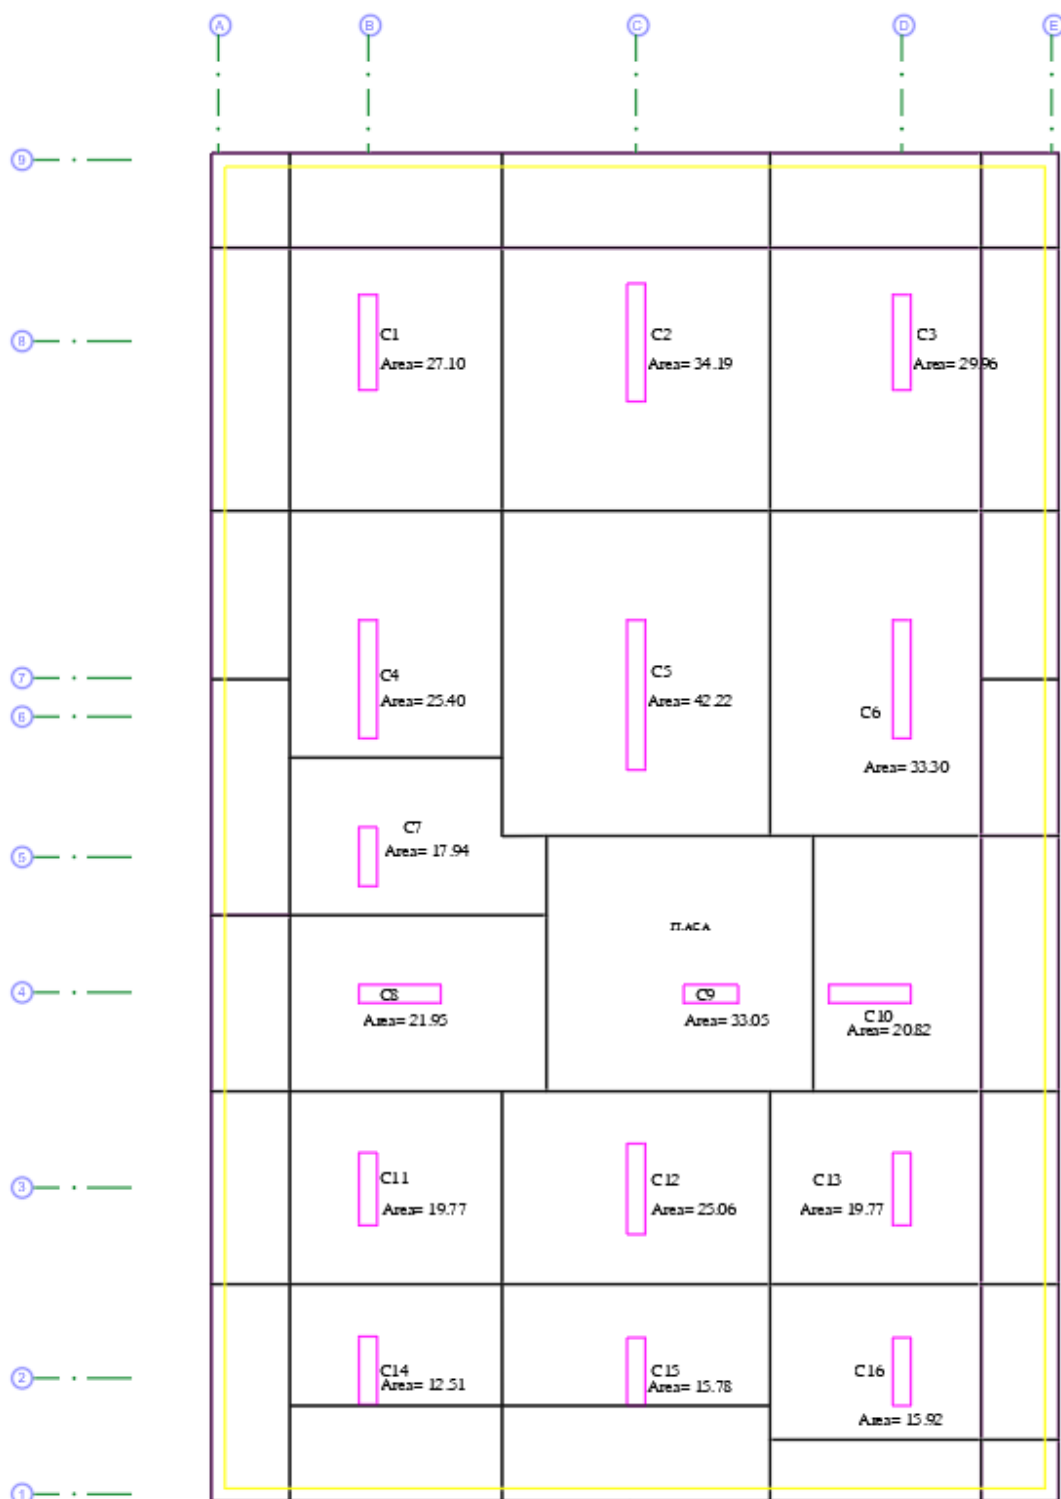 A B C D E
9
8
C1 C2 C3
Area= 27.10 Area= 34.19 Area= 29.96
7
C4 C5
Area= 25.40 Area= 42.22
6
C6
Area= 33.30
C7
5
Area= 17.94
ПЛАСА
4
C8 C9
C10
Area= 21.95 Area= 33.05 Area= 20.82
3
C11 C12 C13
Area= 19.77 Area= 25.06 Area= 19.77
2
C14 C15 C16
Area= 12.51 Area= 15.78
Area= 15.92
1